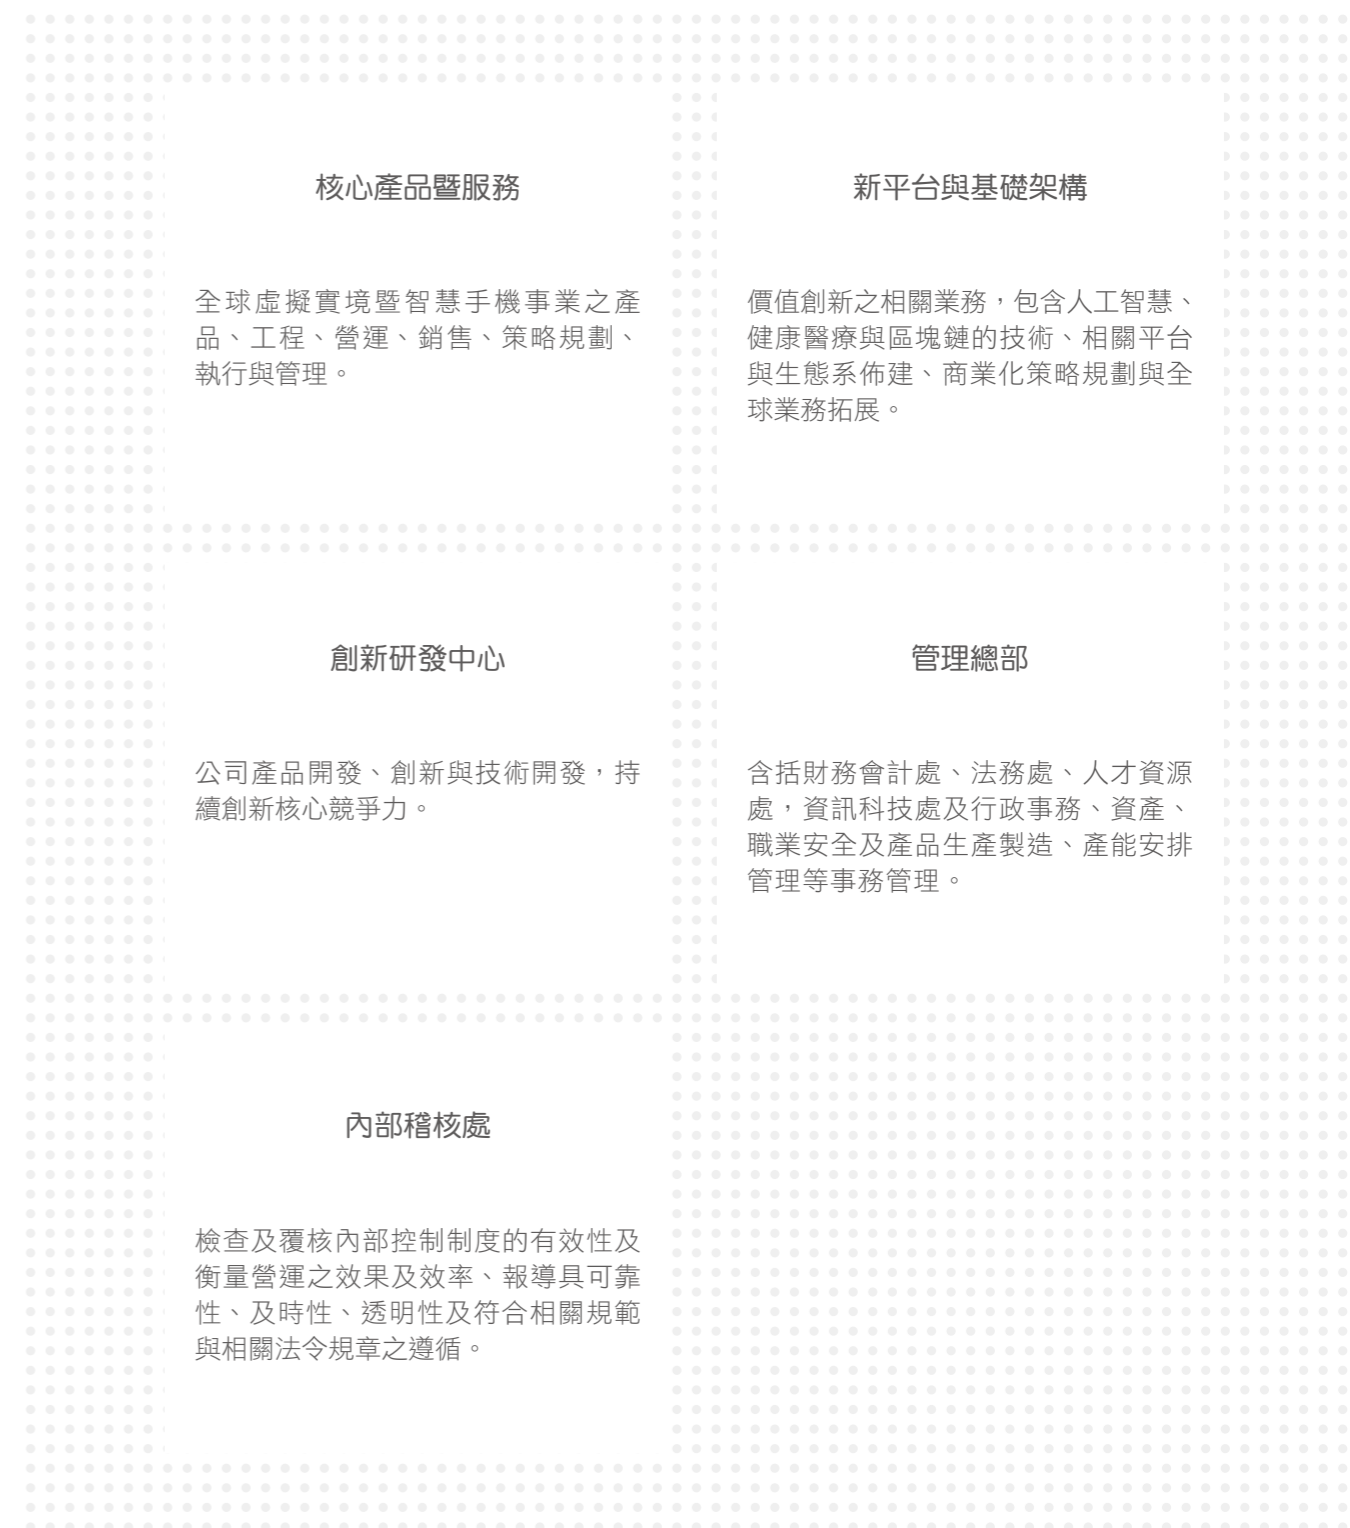 核心產品暨服務
全球虛擬實境暨智慧手機事業之產
品、工程、營運、銷售、策略規劃、
執行與管理。
新平台與基礎架構
價值創新之相關業務，包含人工智慧、
健康醫療與區塊鏈的技術、相關平台
與生態系佈建、商業化策略規劃與全
球業務拓展。
創新研發中心
公司產品開發、創新與技術開發，持
續創新核心競爭力。
管理總部
含括財務會計處、法務處、人才資源
處，資訊科技處及行政事務、資產、
職業安全及產品生產製造、產能安排
管理等事務管理。
內部稽核處
檢查及覆核內部控制制度的有效性及
衡量營運之效果及效率、報導具可靠
性、及時性、透明性及符合相關規範
與相關法令規章之遵循。